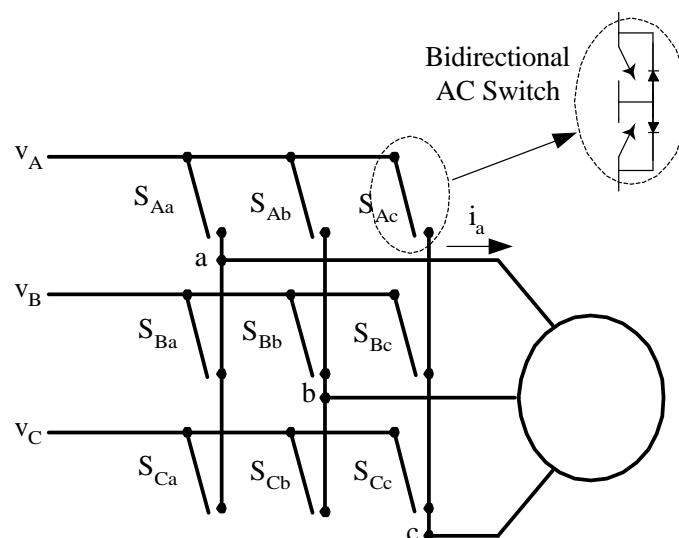 Bidirectional
AC Switch
v_A
S_Aa
S_Ab
S_Ac
i_a
a
v_B
S_Ba
S_Bb
S_Bc
b
v_C
S_Ca
S_Cb
S_Cc
c